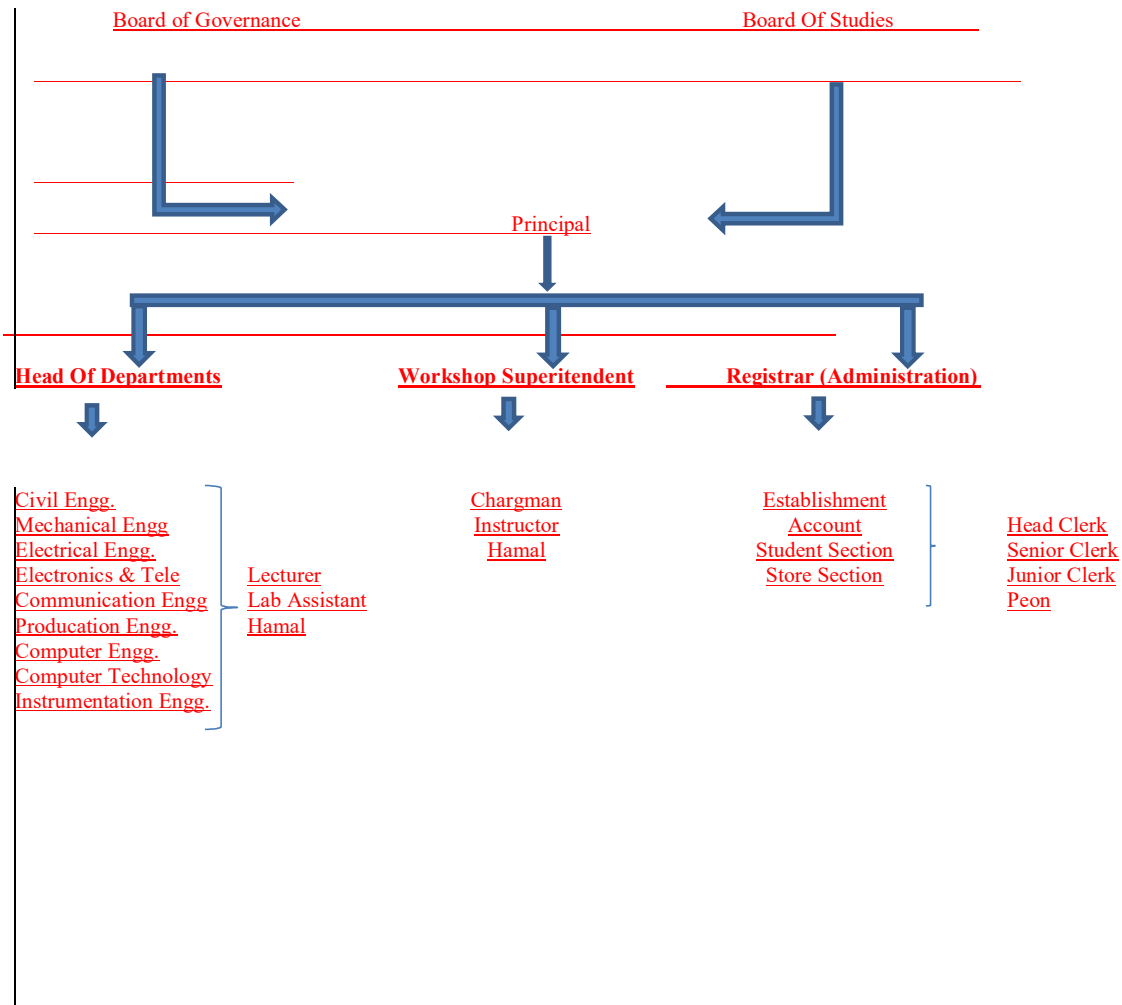 Board of Governance
Board Of Studies
Principal
Head Of Departments
Workshop Superitendent
Registrar (Administration)
Civil Engg.
Mechanical Engg
Electrical Engg.
Electronics & Tele
Communication Engg
Producation Engg.
Computer Engg.
Computer Technology
Instrumentation Engg.
Lecturer
Lab Assistant
Hamal
Chargman
Instructor
Hamal
Establishment
Account
Student Section
Store Section
Head Clerk
Senior Clerk
Junior Clerk
Peon